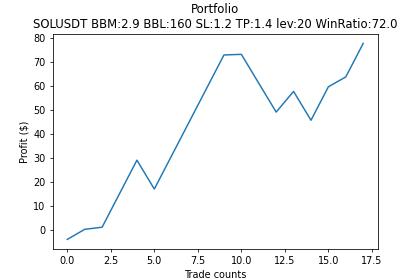 Portfolio
SOLUSDT BBM:2.9 BBL:160 SL:1.2 TP:1.4 lev:20 WinRatio:72.0
80
70
60
50
40
30
20
10
0
Profit ($)
0.0 2.5 5.0 7.5 10.0 12.5 15.0 17.5
Trade counts